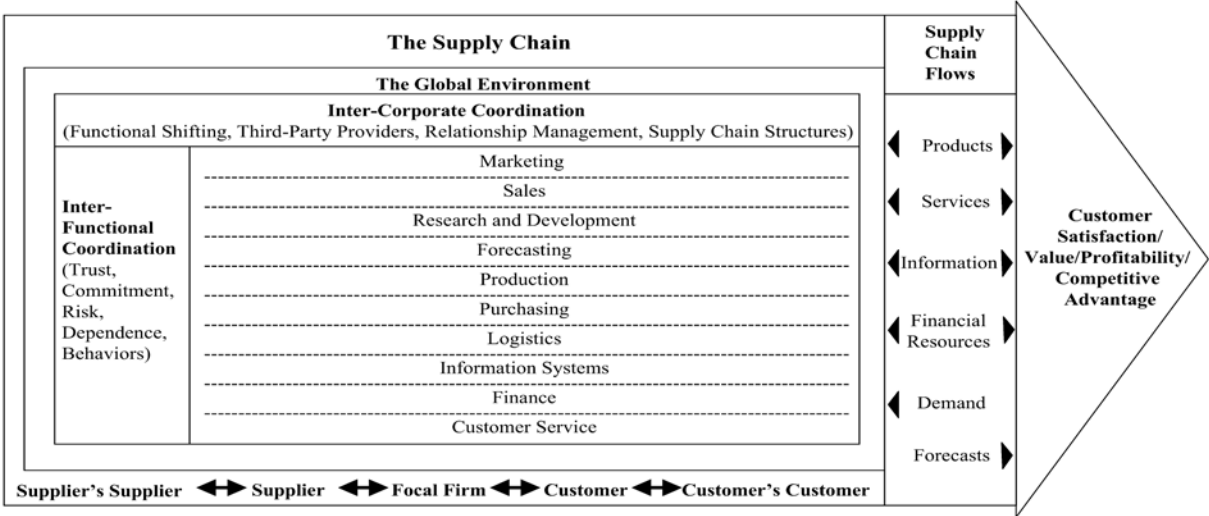 The Supply Chain
The Global Environment
Inter-Corporate Coordination
(Functional Shifting, Third-Party Providers, Relationship Management, Supply Chain Structures)
Inter-
Functional
Coordination
(Trust,
Commitment,
Risk,
Dependence,
Behaviors)
Marketing
Sales
Research and Development
Forecasting
Production
Purchasing
Logistics
Information Systems
Finance
Customer Service
Supplier's Supplier Supplier Focal Firm Customer Customer's Customer
Supply
Chain
Flows
Products
Services
Information
Financial
Resources
Demand
Forecasts
Customer
Satisfaction/
Value/Profitability/
Competitive
Advantage